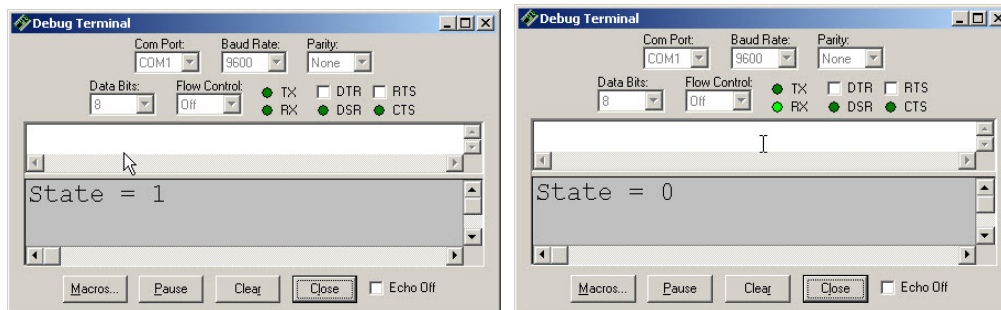 Debug Terminal
Com Port: Baud Rate: Parity:
COM1 9600 None
Data Bits: Flow Control:
8 Off
TX DTR RTS
RX DSR CTS
State = 1
Macros... Pause Clear Close Echo Off
Debug Terminal
Com Port: Baud Rate: Parity:
COM1 9600 None
Data Bits: Flow Control:
8 Off
TX DTR RTS
RX DSR CTS
State = 0
Macros... Pause Clear Close Echo Off